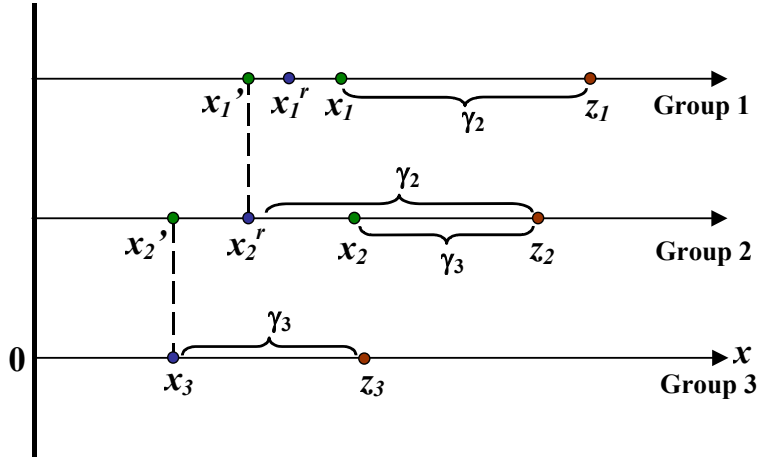 x₁’ x₁ʳ x₁ γ₂ z₁ Group 1
γ₂
x₂’ x₂ʳ x₂ γ₃ z₂ Group 2
γ₃
0 x
x₃ z₃ Group 3